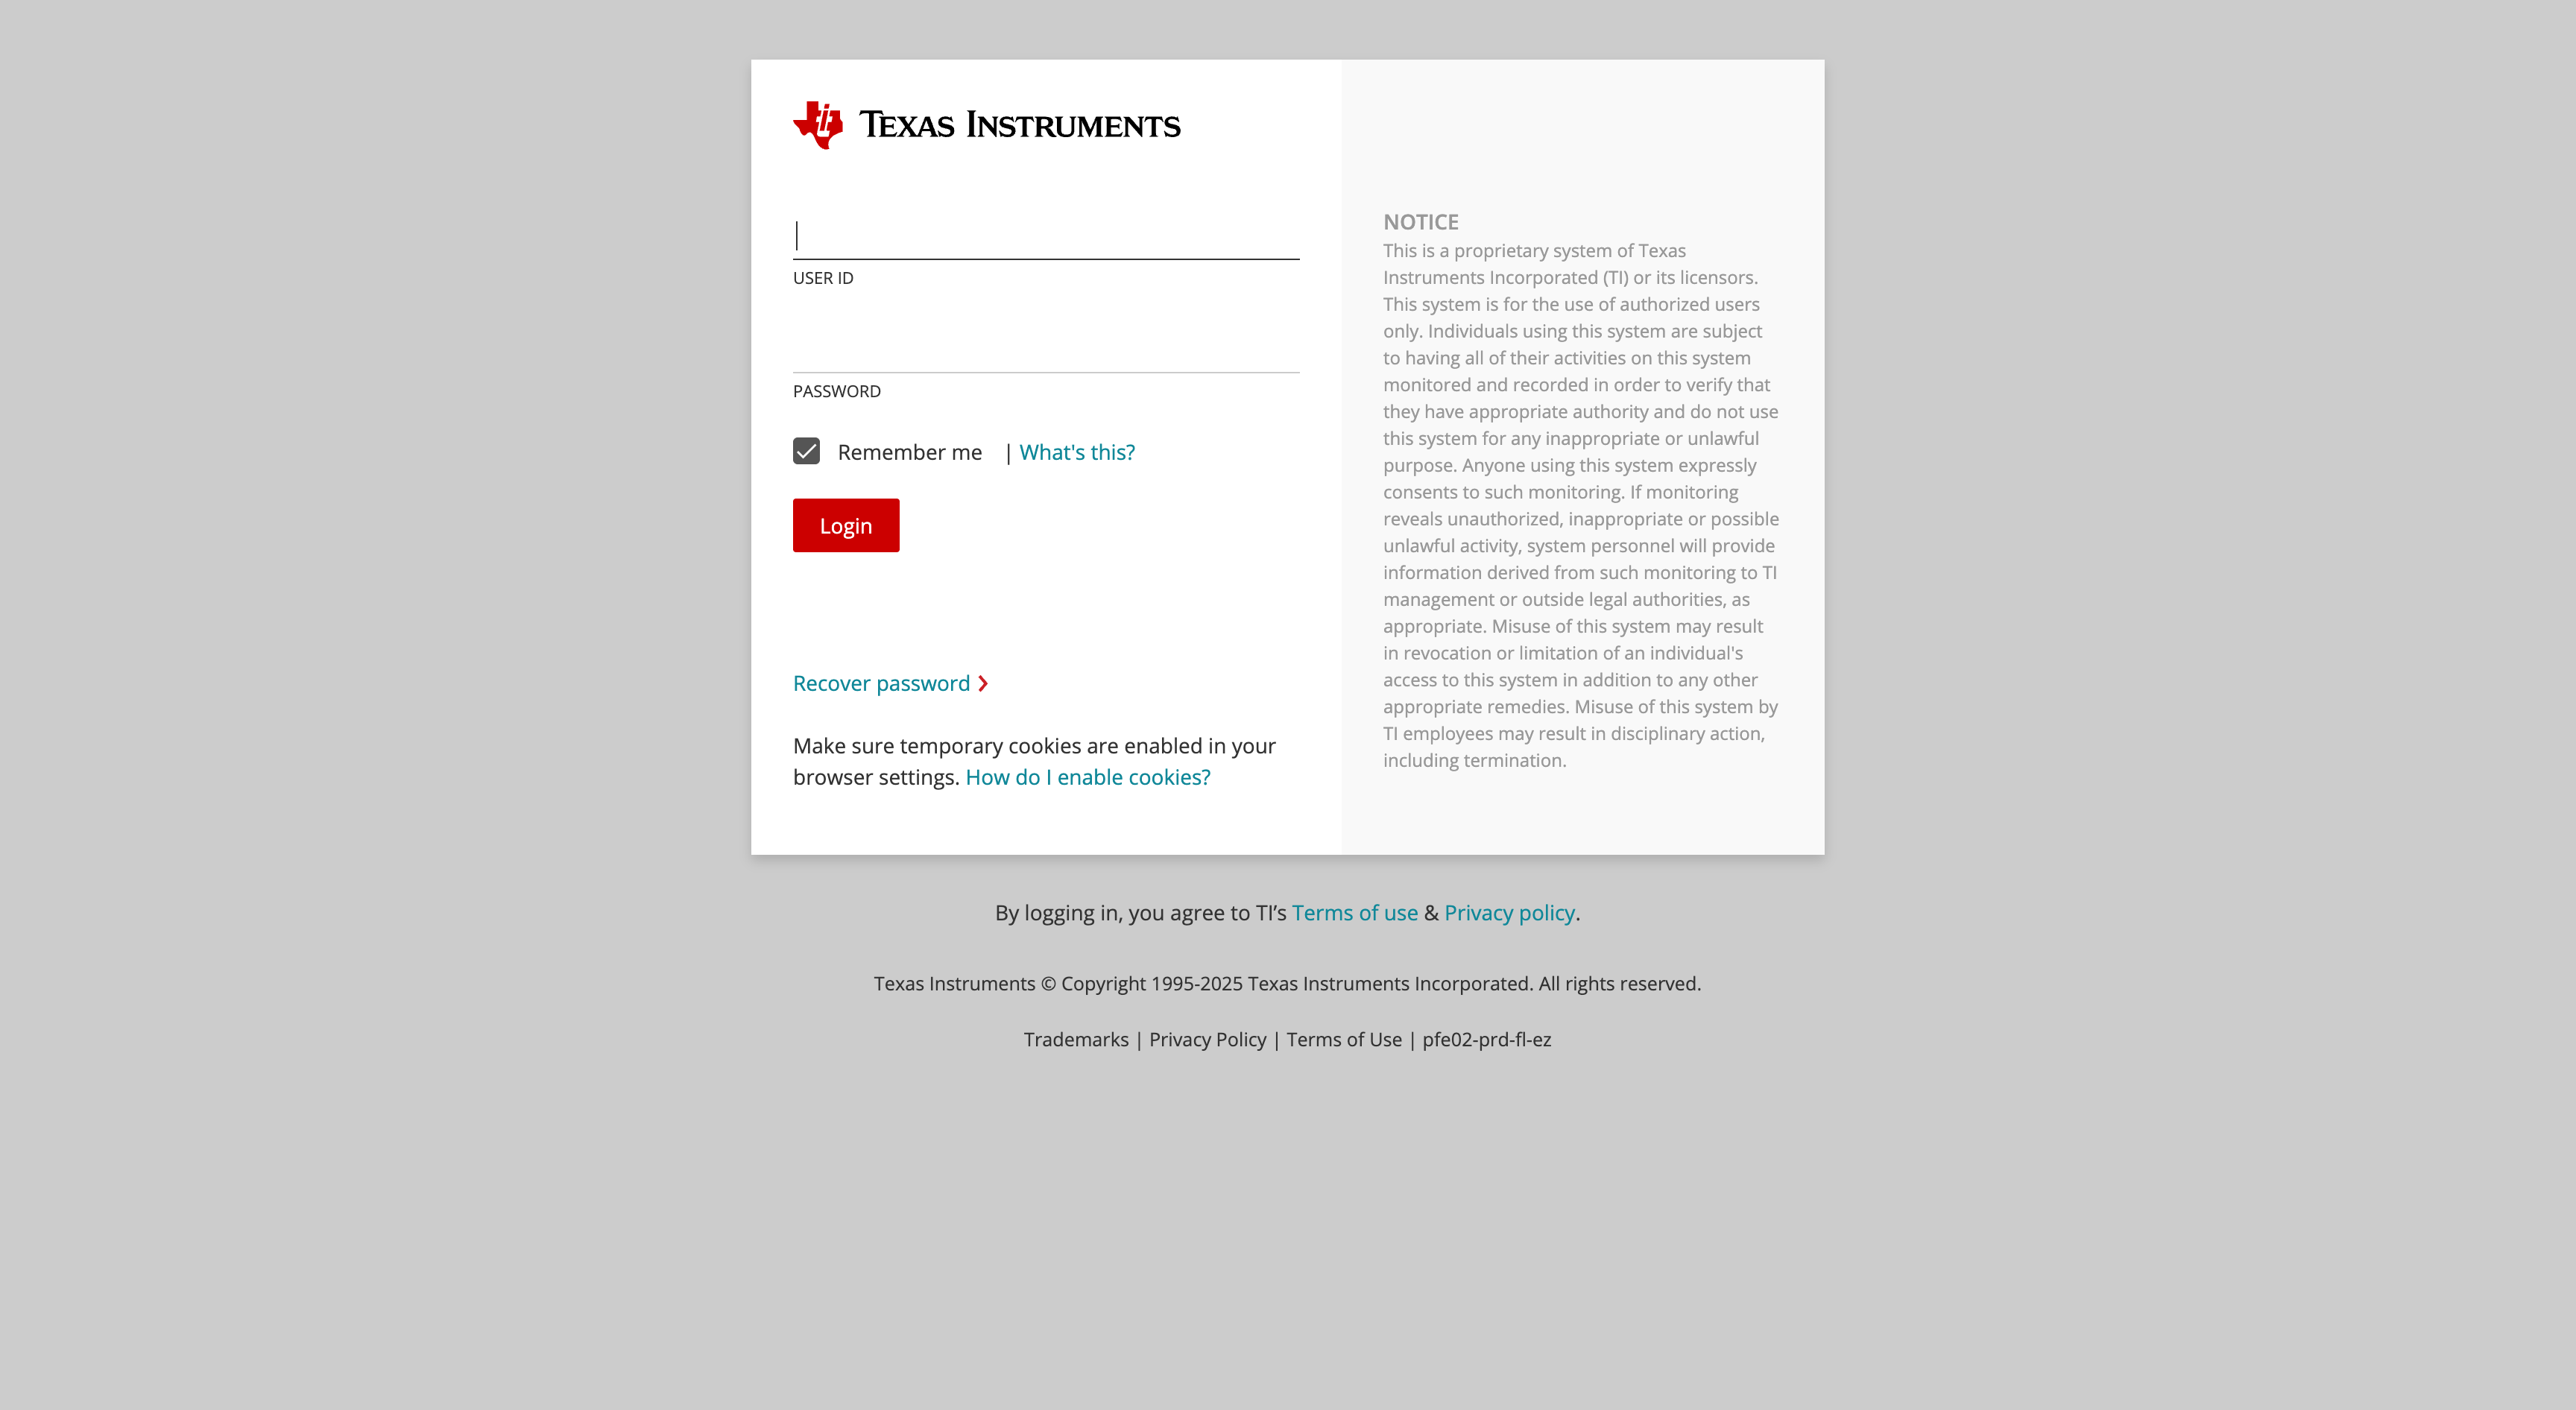 TEXAS INSTRUMENTS
USER ID
PASSWORD
Remember me | What's this?
Login
Recover password
Make sure temporary cookies are enabled in your
browser settings. How do I enable cookies?
NOTICE
This is a proprietary system of Texas
Instruments Incorporated (TI) or its licensors.
This system is for the use of authorized users
only. Individuals using this system are subject
to having all of their activities on this system
monitored and recorded in order to verify that
they have appropriate authority and do not use
this system for any inappropriate or unlawful
purpose. Anyone using this system expressly
consents to such monitoring. If monitoring
reveals unauthorized, inappropriate or possible
unlawful activity, system personnel will provide
information derived from such monitoring to TI
management or outside legal authorities, as
appropriate. Misuse of this system may result
in revocation or limitation of an individual's
access to this system in addition to any other
appropriate remedies. Misuse of this system by
TI employees may result in disciplinary action,
including termination.
By logging in, you agree to TI’s Terms of use & Privacy policy.
Texas Instruments © Copyright 1995-2025 Texas Instruments Incorporated. All rights reserved.
Trademarks | Privacy Policy | Terms of Use | pfe02-prd-fl-ez